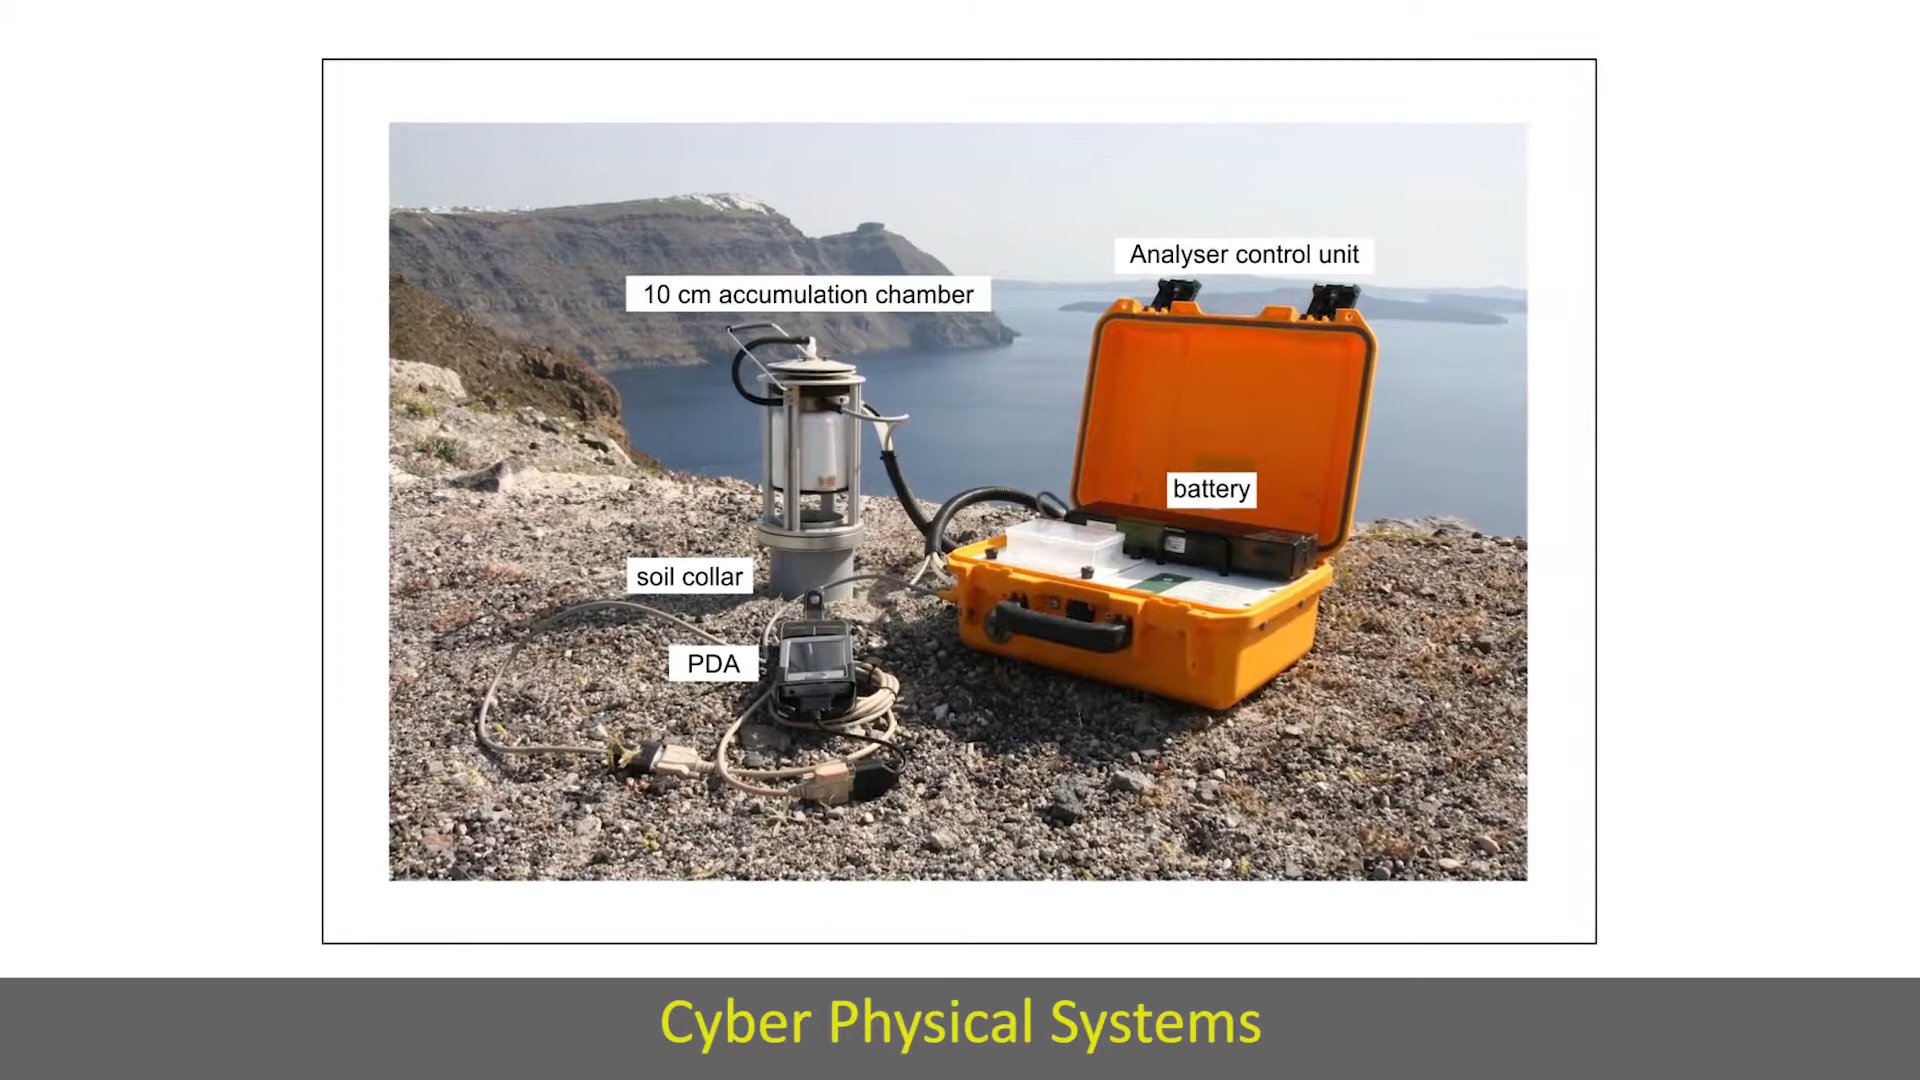 Analyser control unit
10 cm accumulation chamber
battery
soil collar
PDA
Cyber Physical Systems